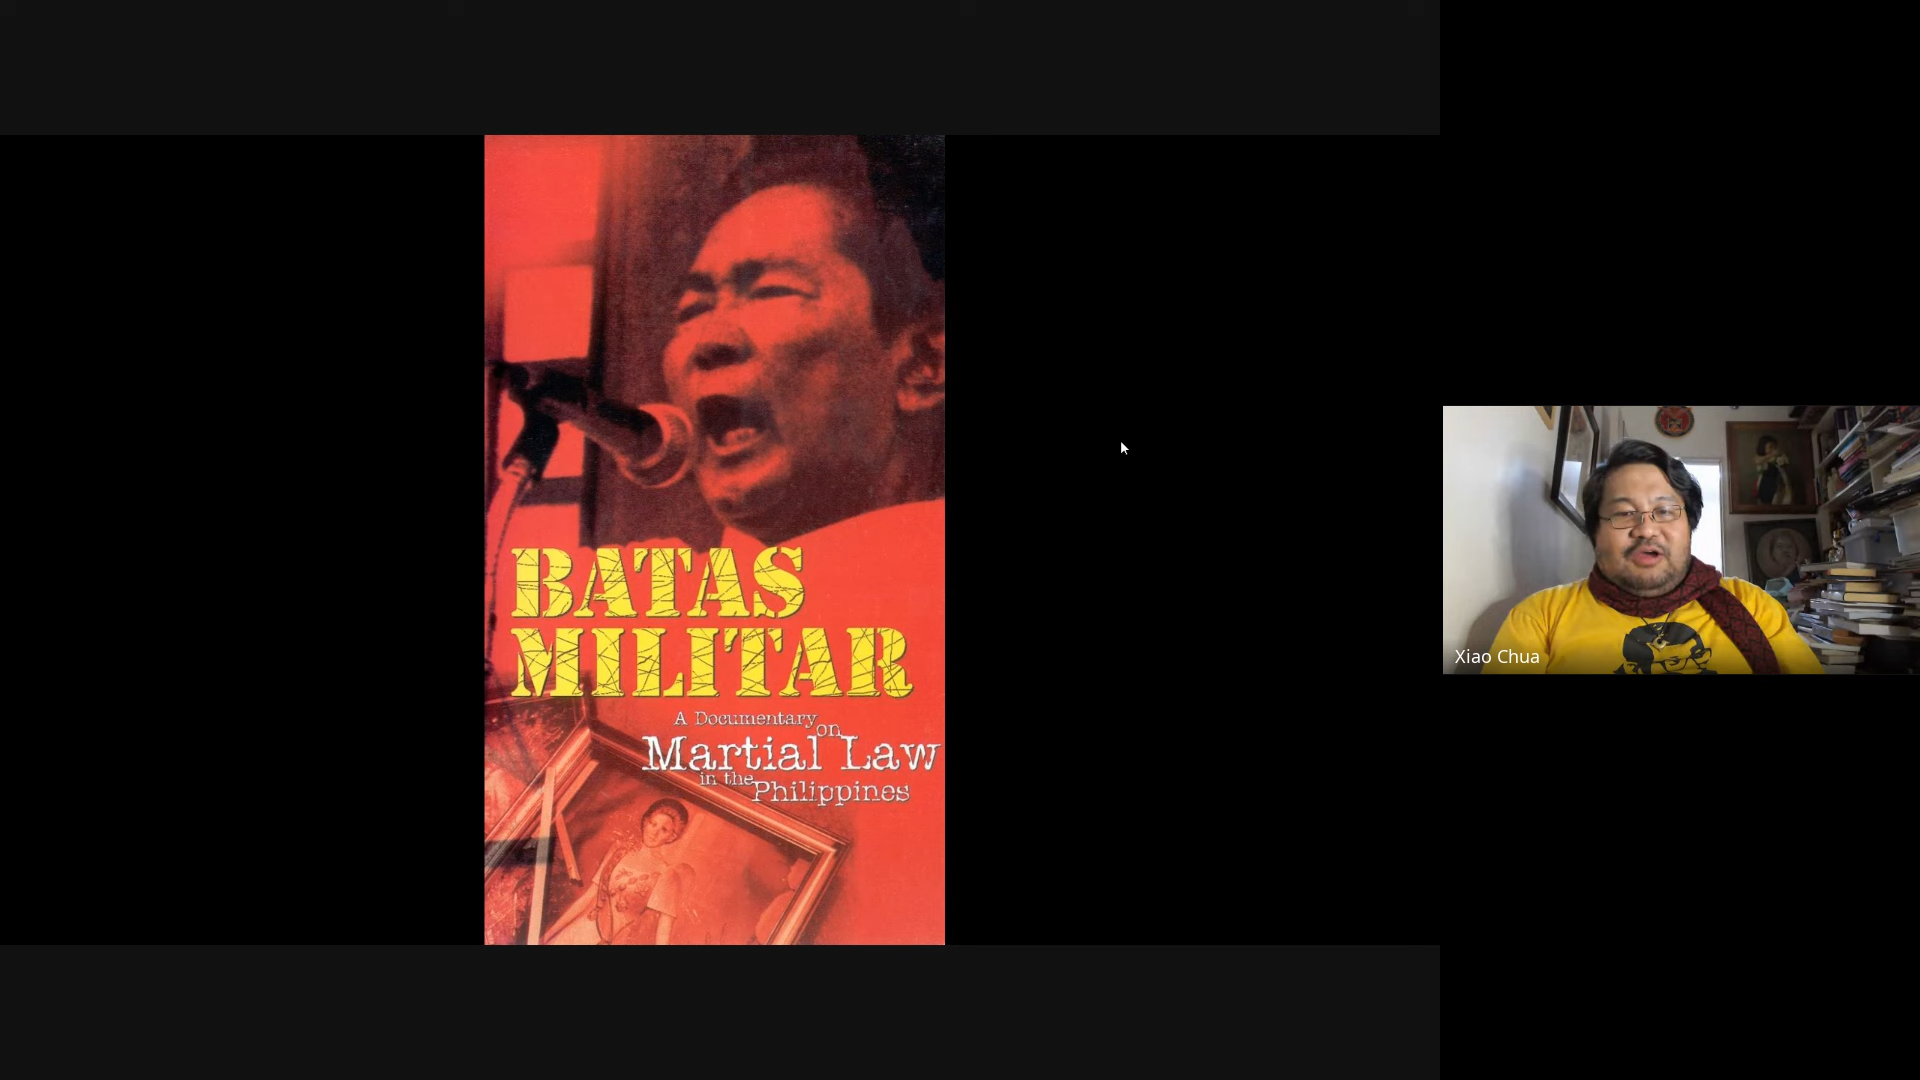 BATAS
MILITAR
A Documentary
on
Martial Law
in the
Philippines
Xiao Chua